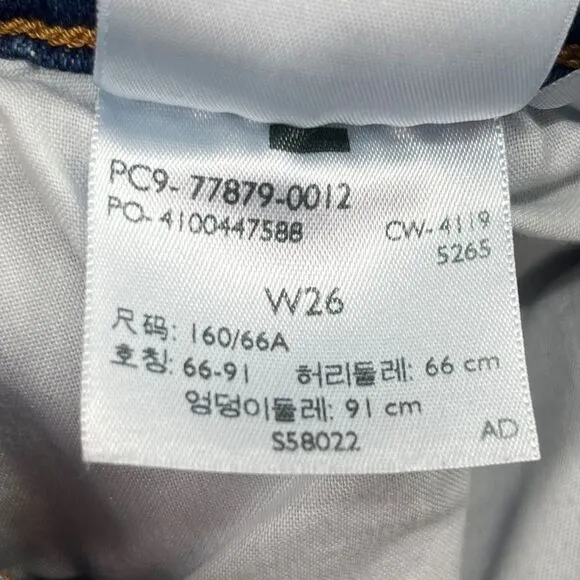 PC9- 77879-0012
PO- 4100447588
CW- 4119
5265
W26
尺码: 160/66A
호칭: 66-91 허리둘레: 66 cm
엉덩이둘레: 91 cm
S58022
AD